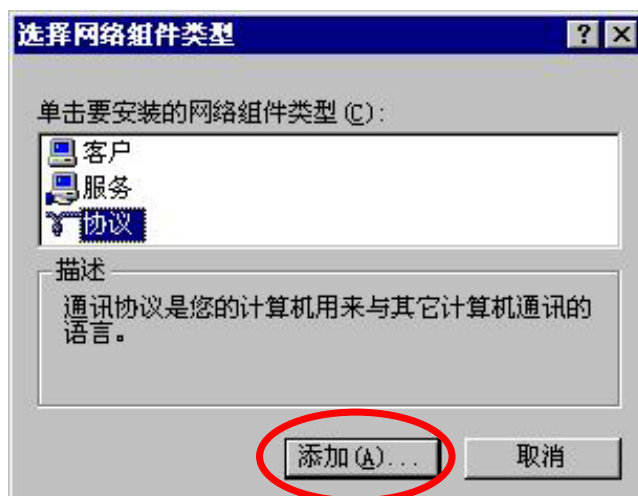 选择网络组件类型
单击要安装的网络组件类型(C):
客户
服务
协议
描述
通讯协议是您的计算机用来与其它计算机通讯的
语言。
添加(A)... 取消